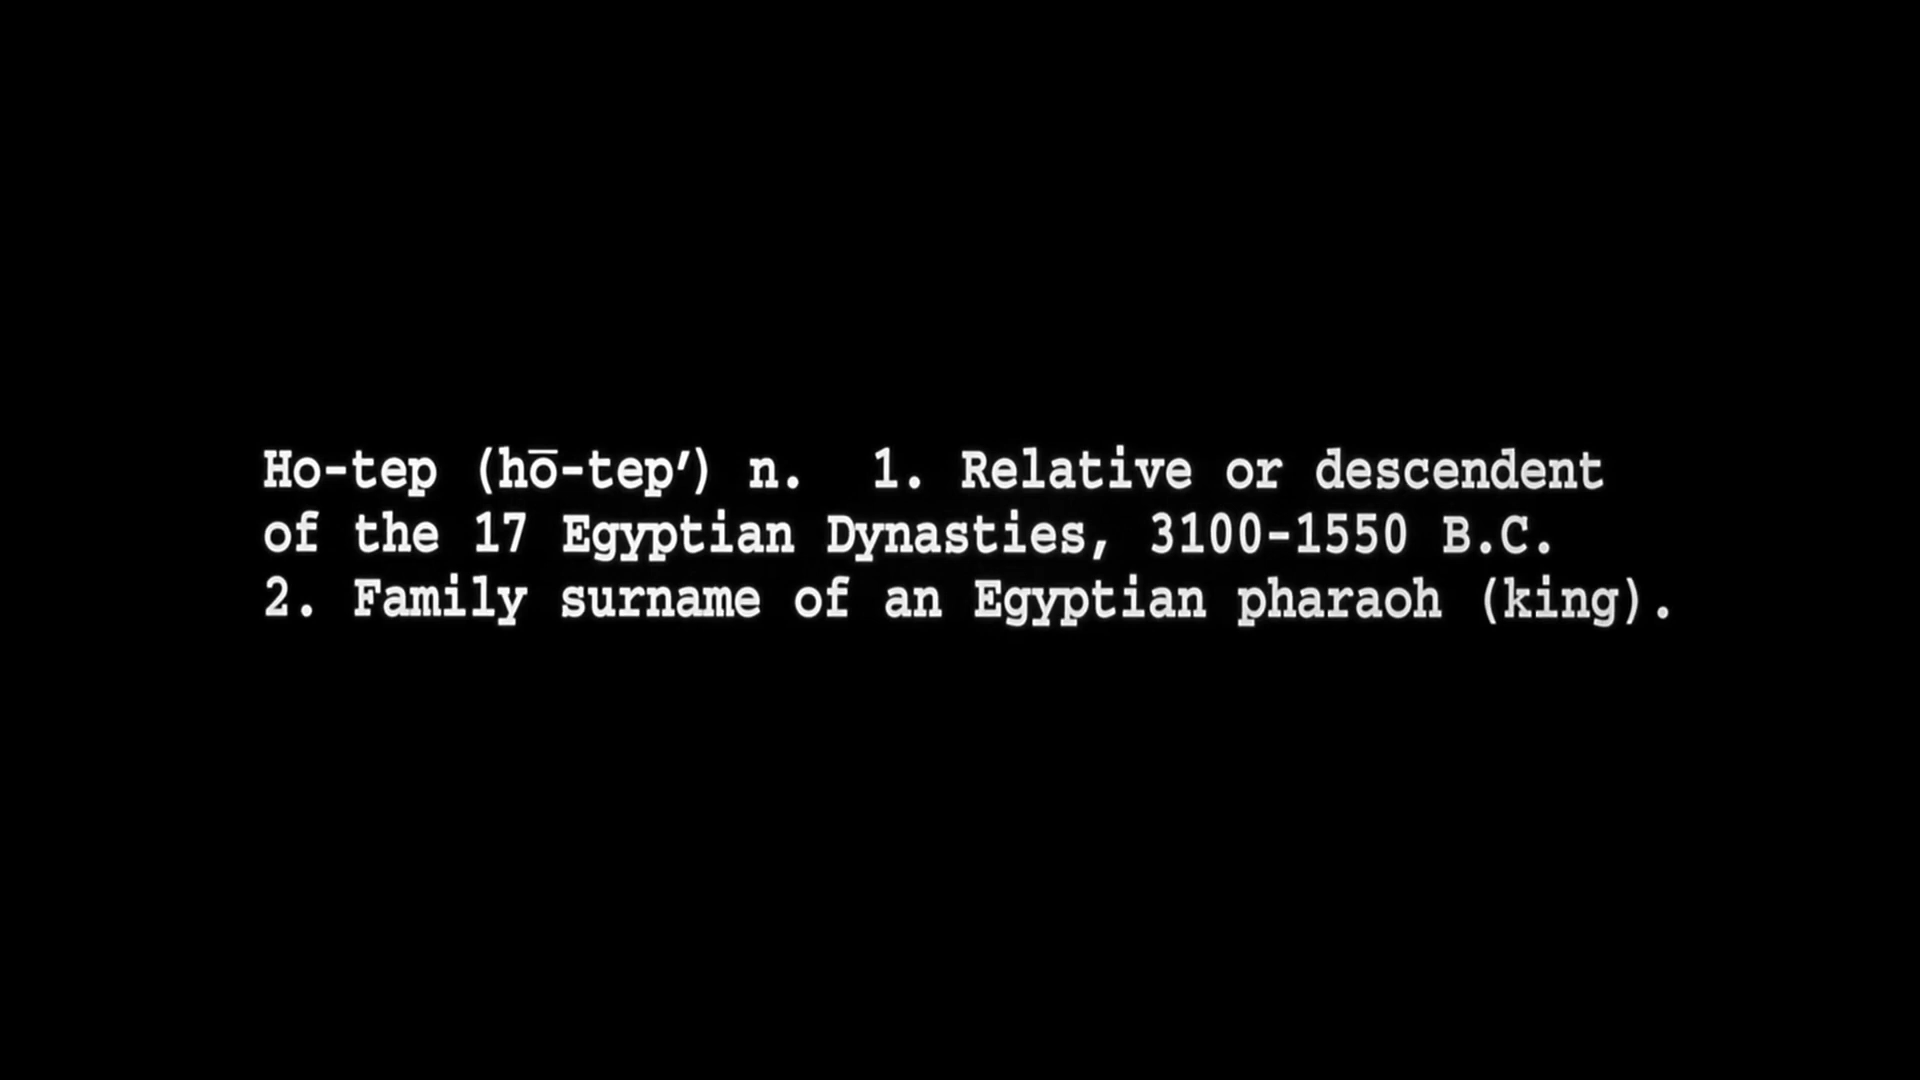 Ho-tep (hō-tep′) n.  1. Relative or descendent
of the 17 Egyptian Dynasties, 3100-1550 B.C.
2. Family surname of an Egyptian pharaoh (king).